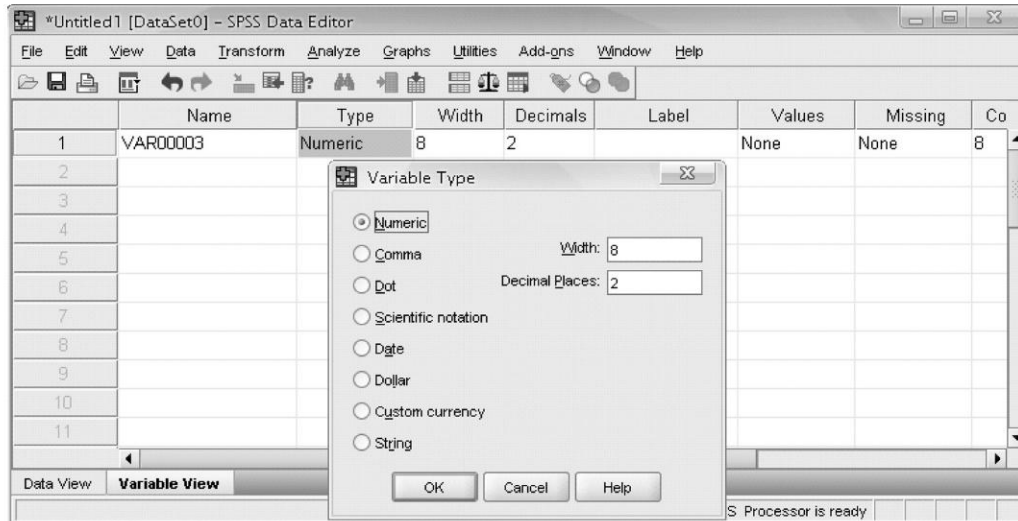 *Untitled1 [DataSet0] - SPSS Data Editor
File Edit View Data Transform Analyze Graphs Utilities Add-ons Window Help
Name Type Width Decimals Label Values Missing Co
1 VAR00003 Numeric 8 2 None None 8
2
3
4
5
6
7
8
9
10
11
Variable Type
Numeric
Comma
Dot
Scientific notation
Date
Dollar
Custom currency
String
Width: 8
Decimal Places: 2
OK Cancel Help
Data View Variable View
S Processor is ready